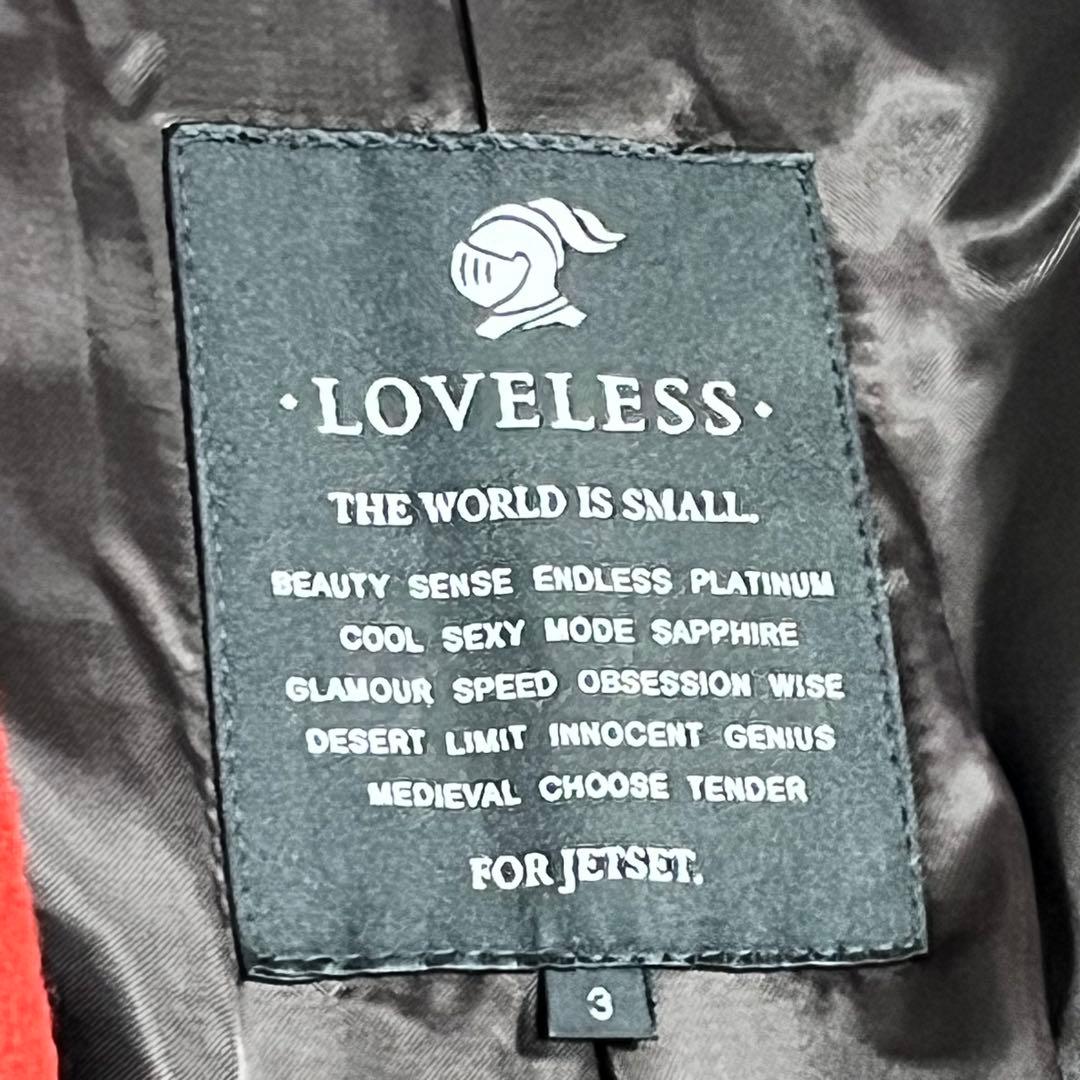 ·LOVELESS·
THE WORLD IS SMALL.
BEAUTY SENSE ENDLESS PLATINUM
COOL SEXY MODE SAPPHIRE
GLAMOUR SPEED OBSESSION WISE
DESERT LIMIT INNOCENT GENIUS
MEDIEVAL CHOOSE TENDER
FOR JETSET.
3